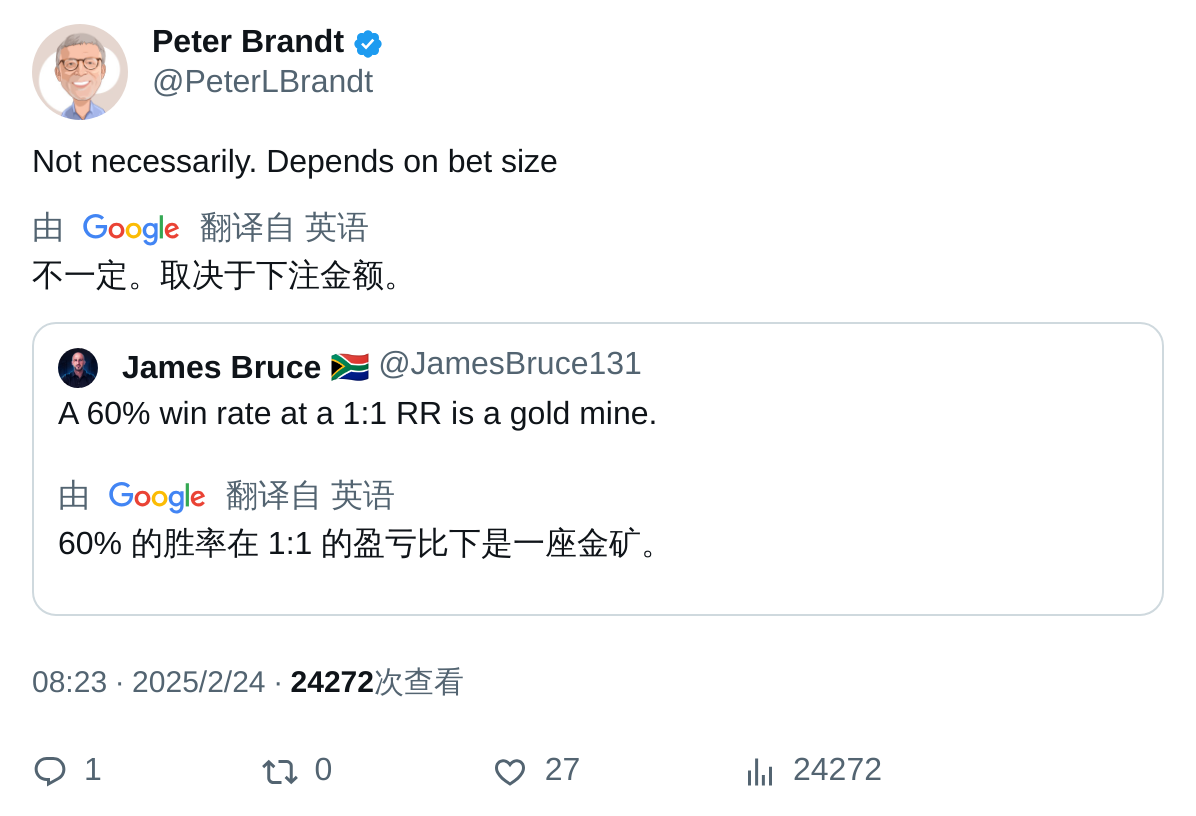 Peter Brandt
@PeterLBrandt
Not necessarily. Depends on bet size
由 Google 翻译自 英语
不一定。取决于下注金额。
James Bruce 🇿🇦 @JamesBruce131
A 60% win rate at a 1:1 RR is a gold mine.
由 Google 翻译自 英语
60% 的胜率在 1:1 的盈亏比下是一座金矿。
08:23 · 2025/2/24 · 24272次查看
1 0 27 24272